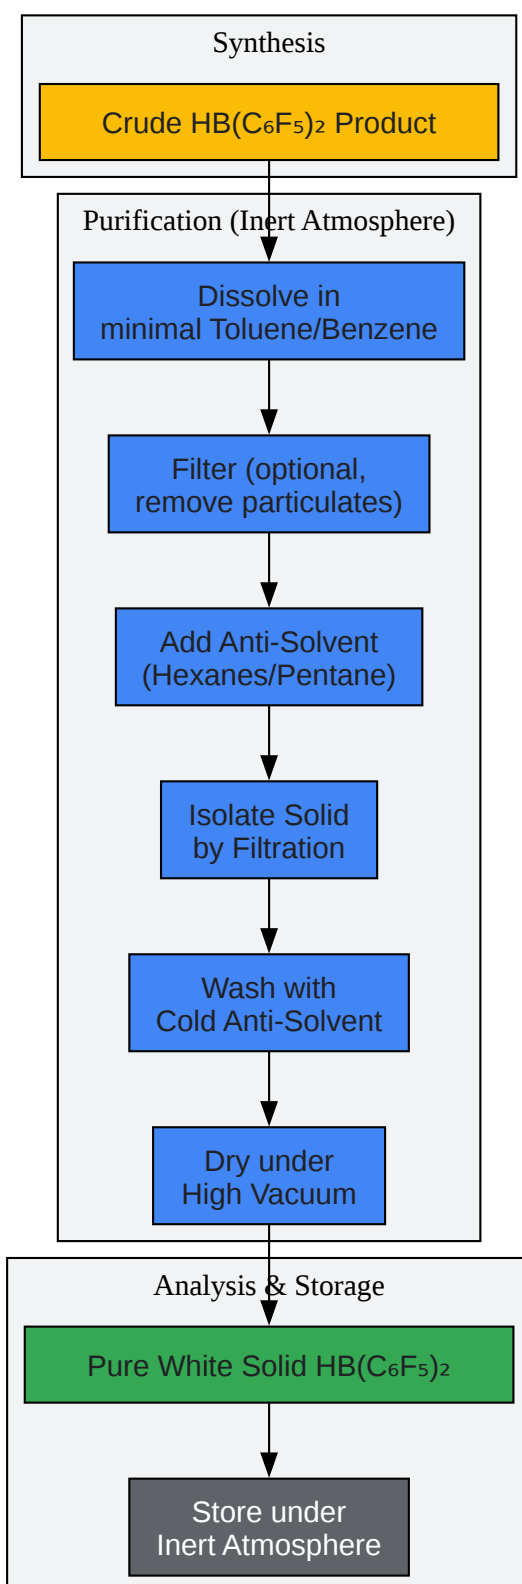 Synthesis
Crude HB(C₆F₅)₂ Product
Purification (Inert Atmosphere)
Dissolve in
minimal Toluene/Benzene
Filter (optional,
remove particulates)
Add Anti-Solvent
(Hexanes/Pentane)
Isolate Solid
by Filtration
Wash with
Cold Anti-Solvent
Dry under
High Vacuum
Analysis & Storage
Pure White Solid HB(C₆F₅)₂
Store under
Inert Atmosphere